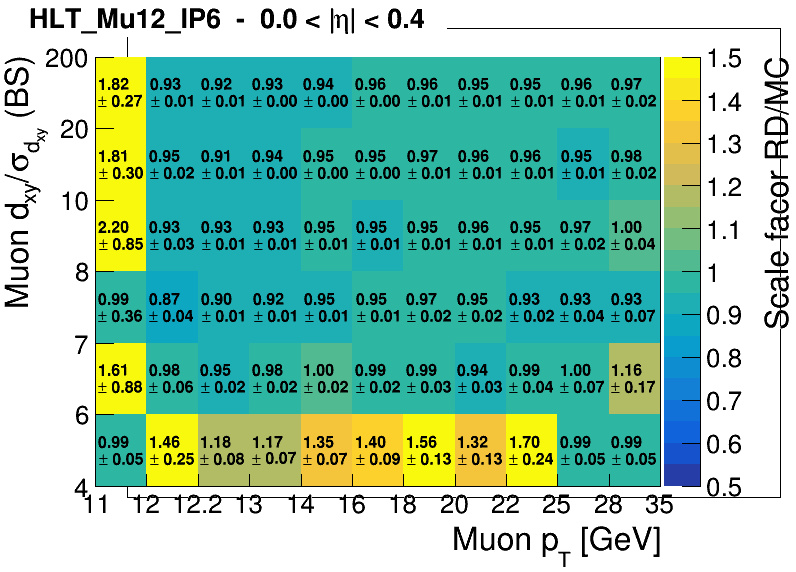 HLT_Mu12_IP6 - 0.0 < |η| < 0.4
Muon d_xy/σ_d_xy (BS)
200
20
10
8
7
6
4
1.82 0.93 0.92 0.93 0.94 0.96 0.96 0.95 0.95 0.96 0.97
± 0.27 ± 0.01 ± 0.01 ± 0.00 ± 0.00 ± 0.00 ± 0.01 ± 0.01 ± 0.01 ± 0.01 ± 0.02
1.81 0.95 0.91 0.94 0.95 0.95 0.97 0.96 0.96 0.95 0.98
± 0.30 ± 0.02 ± 0.01 ± 0.00 ± 0.00 ± 0.00 ± 0.01 ± 0.01 ± 0.01 ± 0.01 ± 0.02
2.20 0.93 0.93 0.93 0.95 0.95 0.95 0.96 0.95 0.97 1.00
± 0.85 ± 0.03 ± 0.01 ± 0.01 ± 0.01 ± 0.01 ± 0.01 ± 0.01 ± 0.01 ± 0.02 ± 0.04
0.99 0.87 0.90 0.92 0.95 0.95 0.97 0.95 0.93 0.93 0.93
± 0.36 ± 0.04 ± 0.01 ± 0.01 ± 0.01 ± 0.01 ± 0.02 ± 0.02 ± 0.02 ± 0.04 ± 0.07
1.61 0.98 0.95 0.98 1.00 0.99 0.99 0.94 0.99 1.00 1.16
± 0.88 ± 0.06 ± 0.02 ± 0.02 ± 0.02 ± 0.02 ± 0.03 ± 0.03 ± 0.04 ± 0.07 ± 0.17
0.99 1.46 1.18 1.17 1.35 1.40 1.56 1.32 1.70 0.99 0.99
± 0.05 ± 0.25 ± 0.08 ± 0.07 ± 0.07 ± 0.09 ± 0.13 ± 0.13 ± 0.24 ± 0.05 ± 0.05
11 12 12.2 13 14 16 18 20 22 25 28 35
Muon p_T [GeV]
1.5
1.4
1.3
1.2
1.1
1
0.9
0.8
0.7
0.6
0.5
Scale facor RD/MC